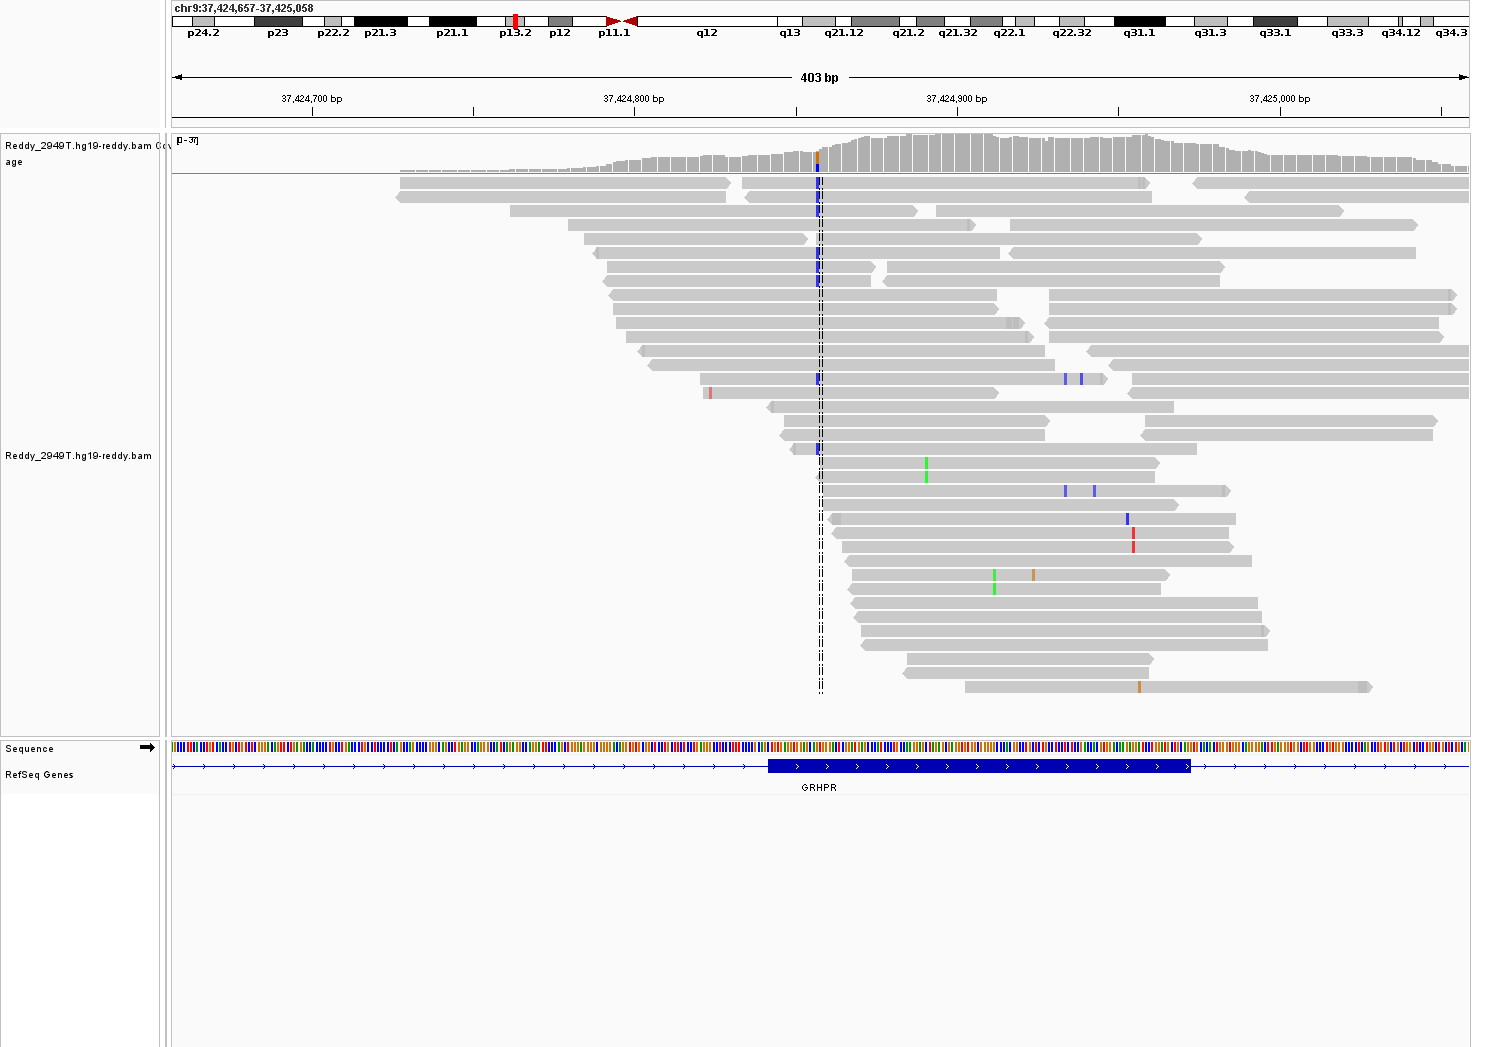 chr9:37,424,657-37,425,058
p24.2 p23 p22.2 p21.3 p21.1 p13.2 p12 p11.1 q12 q13 q21.12 q21.2 q21.32 q22.1 q22.32 q31.1 q31.3 q33.1 q33.3 q34.12 q34.3
403 bp
37,424,700 bp 37,424,800 bp 37,424,900 bp 37,425,000 bp
Reddy_2949T.hg19-reddy.bam Cov
age
[0-37]
Reddy_2949T.hg19-reddy.bam
Sequence
RefSeq Genes
GRHPR